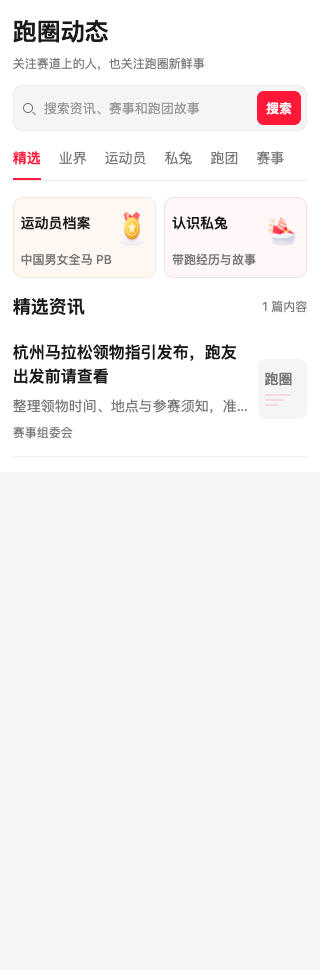 跑圈动态
关注赛道上的人，也关注跑圈新鲜事
搜索资讯、赛事和跑团故事
搜索
精选 业界 运动员 私兔 跑团 赛事
运动员档案
中国男女全马 PB
认识私兔
带跑经历与故事
精选资讯
1 篇内容
杭州马拉松领物指引发布，跑友
出发前请查看
整理领物时间、地点与参赛须知，准...
赛事组委会
跑圈